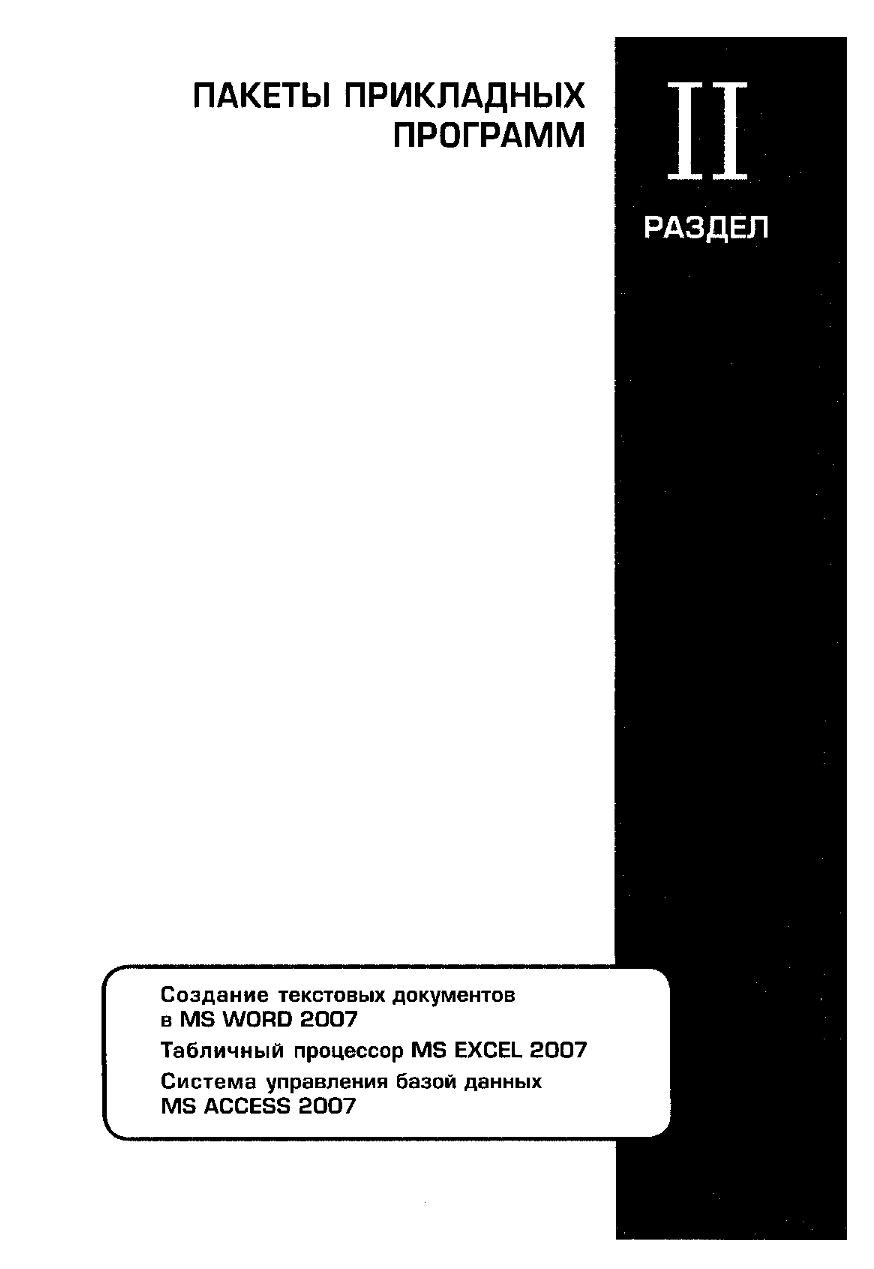 ПАКЕТЫ ПРИКЛАДНЫХ
ПРОГРАММ
II
РАЗДЕЛ
Создание текстовых документов
в MS WORD 2007
Табличный процессор MS EXCEL 2007
Система управления базой данных
MS ACCESS 2007